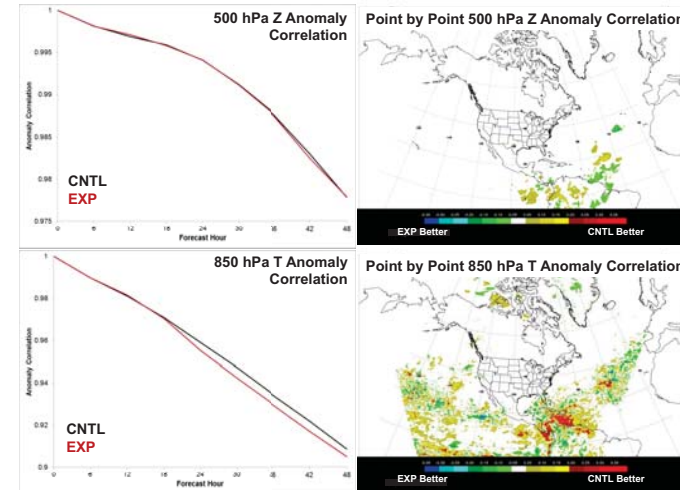 500 hPa Z Anomaly
Correlation
1
0.995
0.99
0.985
0.98
0.975
Anomaly Correlation
0
6
12
18
24
30
36
42
48
Forecast Hour
CNTL
EXP
Point by Point 500 hPa Z Anomaly Correlation
EXP Better
CNTL Better
850 hPa T Anomaly
Correlation
1
0.98
0.96
0.94
0.92
0.9
Anomaly Correlation
0
6
12
18
24
30
36
42
48
Forecast Hour
CNTL
EXP
Point by Point 850 hPa T Anomaly Correlation
EXP Better
CNTL Better